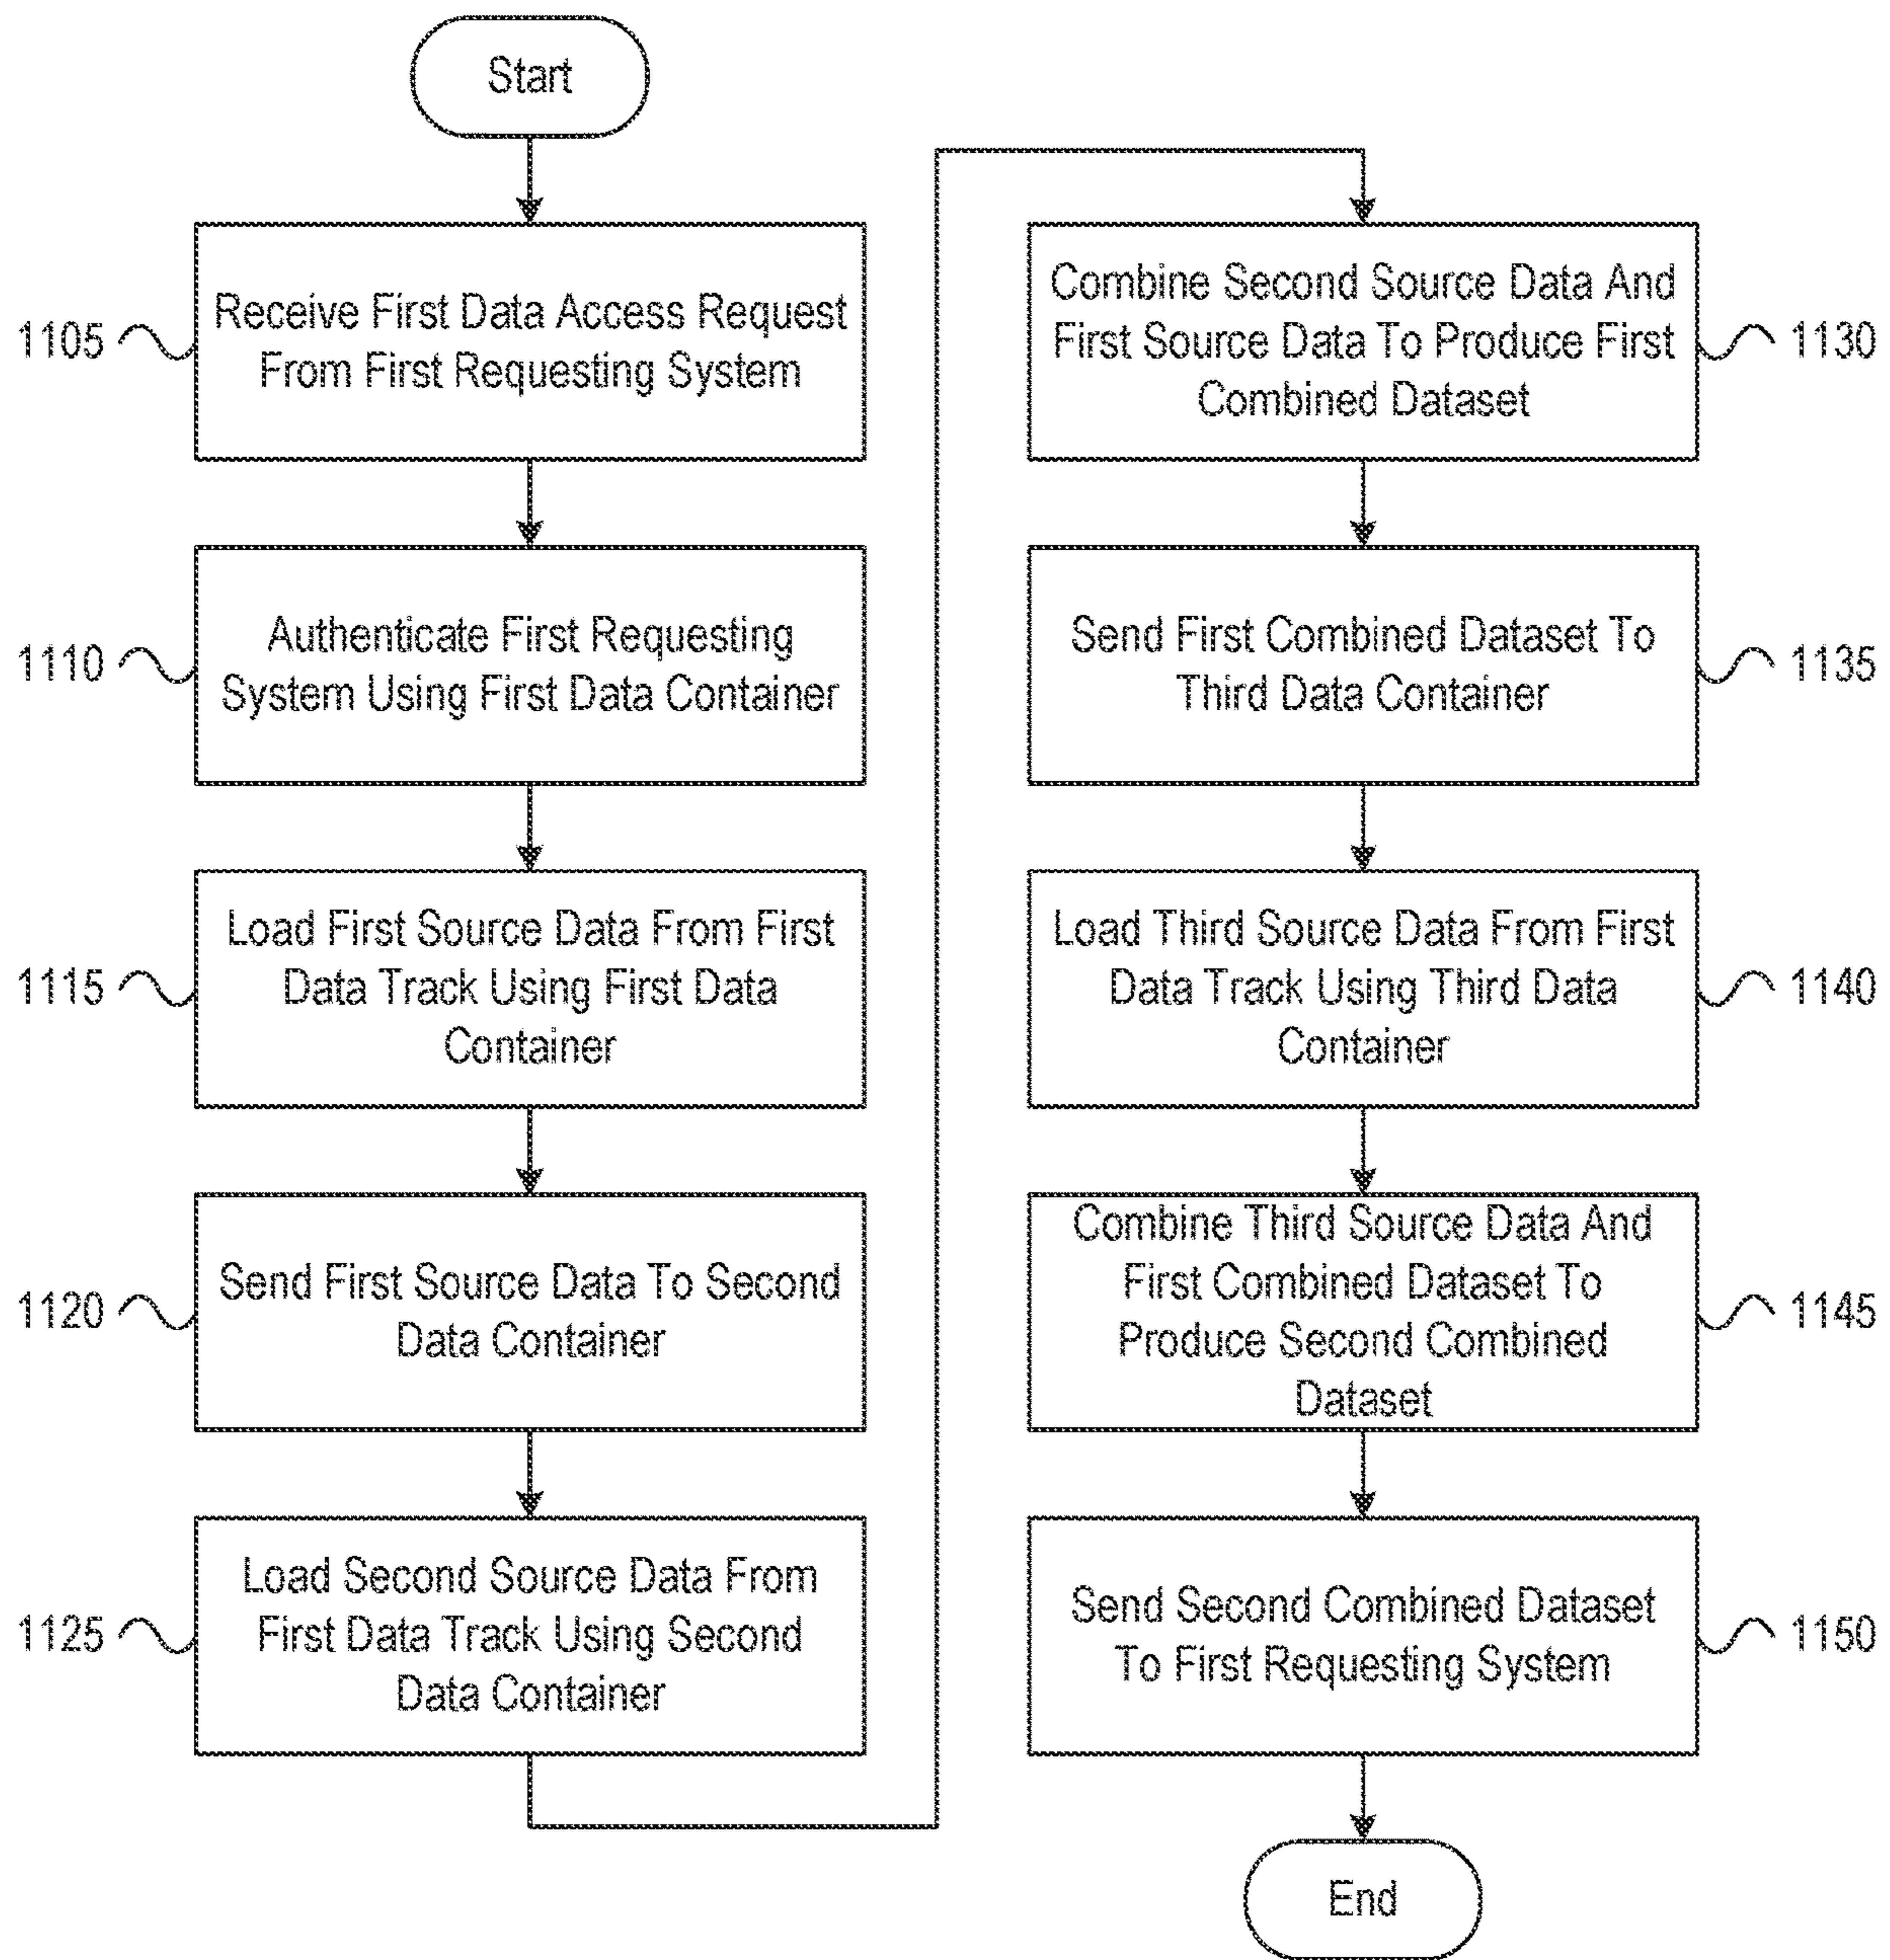 Start
1105
Receive First Data Access Request
From First Requesting System
1110
Authenticate First Requesting
System Using First Data Container
1115
Load First Source Data From First
Data Track Using First Data
Container
1120
Send First Source Data To Second
Data Container
1125
Load Second Source Data From
First Data Track Using Second
Data Container
Combine Second Source Data And
First Source Data To Produce First
Combined Dataset
1130
Send First Combined Dataset To
Third Data Container
1135
Load Third Source Data From First
Data Track Using Third Data
Container
1140
Combine Third Source Data And
First Combined Dataset To
Produce Second Combined
Dataset
1145
Send Second Combined Dataset
To First Requesting System
1150
End